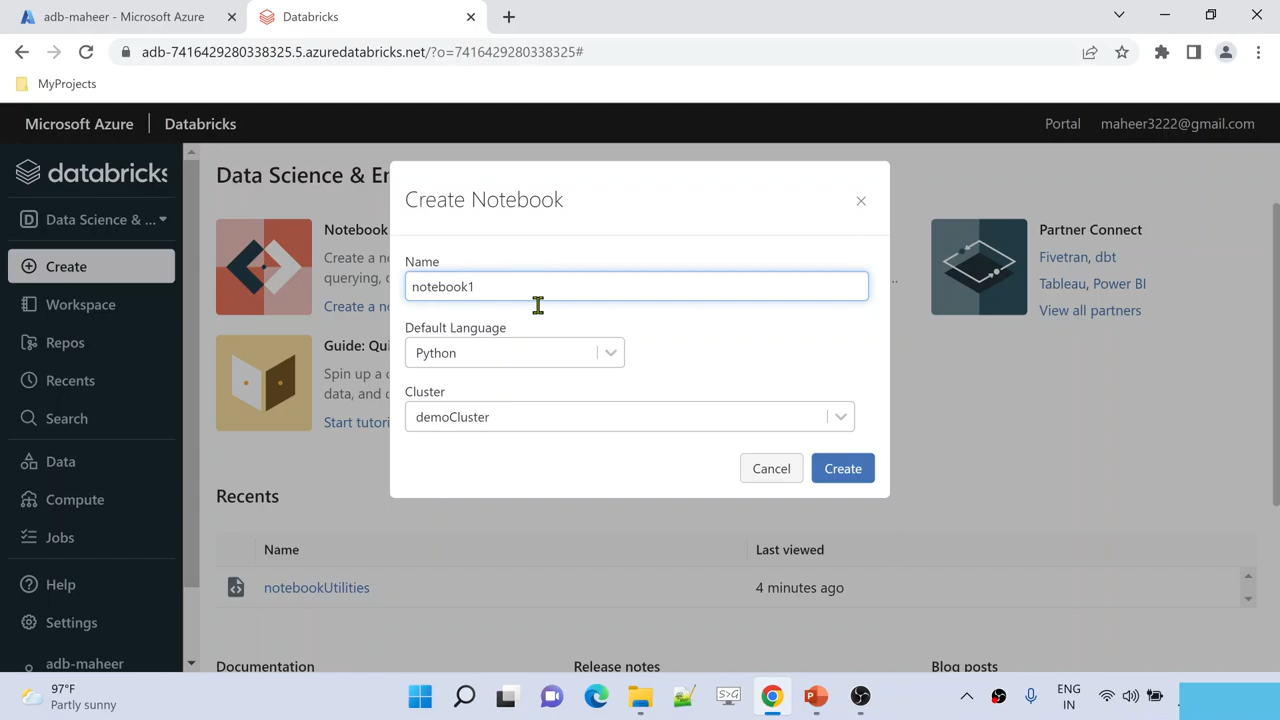 adb-maheer - Microsoft Azure
Databricks
adb-7416429280338325.5.azuredatabricks.net/?o=7416429280338325#
MyProjects
Microsoft Azure
Databricks
Portal
maheer3222@gmail.com
databricks
Data Science & ...
Create
Workspace
Repos
Recents
Search
Data
Compute
Jobs
Help
Settings
adb-maheer
Data Science &
Notebook
Create a
querying,
Create a
Guide:
Spin up a
data, and
Start
Partner Connect
Fivetran, dbt
Tableau, Power BI
View all partners
Create Notebook
Name
notebook1
Default Language
Python
Cluster
demoCluster
Cancel
Create
Recents
Name
Last viewed
notebookUtilities
4 minutes ago
Documentation
Release notes
Blog posts
97°F
Partly sunny
ENG
IN